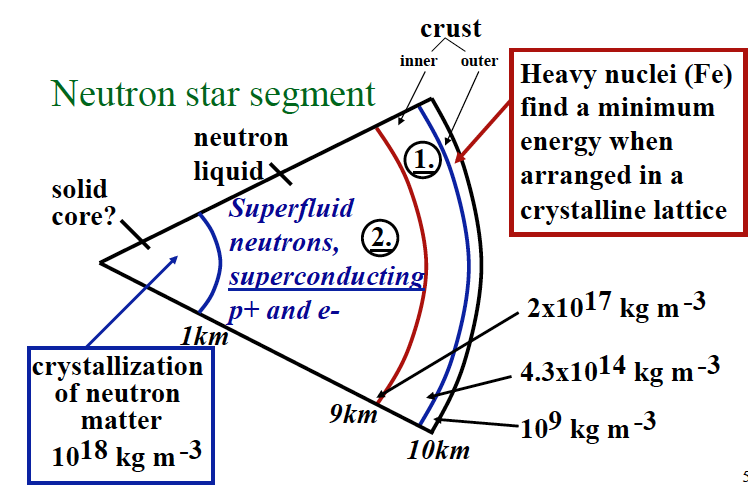 crust
inner outer
Neutron star segment
Heavy nuclei (Fe)
find a minimum
energy when
arranged in a
crystalline lattice
neutron
liquid
1.
solid
core?
Superfluid
neutrons,
superconducting
p+ and e-
2.
1km
crystallization
of neutron
matter
10^18 kg m^-3
2x10^17 kg m^-3
4.3x10^14 kg m^-3
10^9 kg m^-3
9km
10km
5